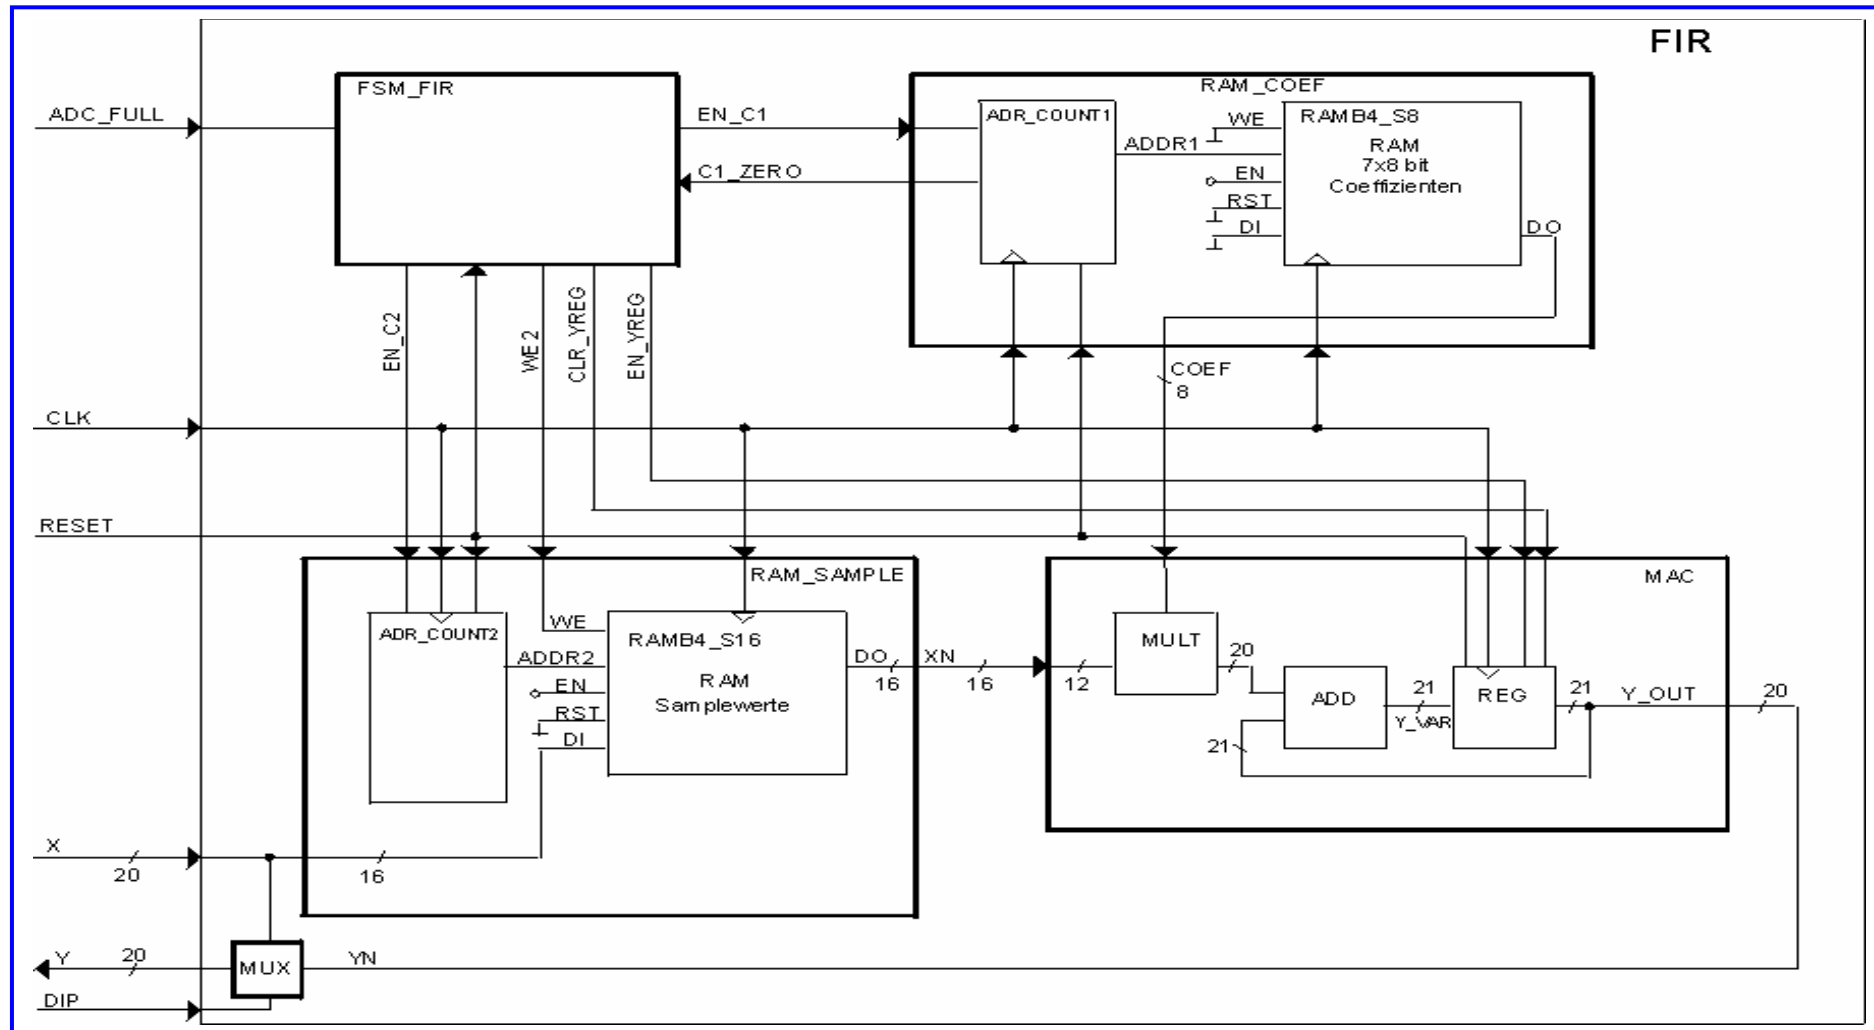 FIR
FSM_FIR
RAM_COEF
ADC_FULL
EN_C1
ADR_COUNT1
WE
RAMB4_S8
ADDR1
RAM
7x8 bit
Coeffizienten
C1_ZERO
EN
RST
DI
DO
EN_C2
WE2
CLR_YREG
EN_YREG
COEF
8
CLK
RESET
RAM_SAMPLE
MAC
ADR_COUNT2
WE
RAMB4_S16
MULT
ADDR2
DO
XN
20
EN
RAM
16
16
12
Samplewerte
RST
DI
ADD
21
Y_VAR
REG
21
Y_OUT
20
21
X
20
16
Y
20
MUX
YN
DIP